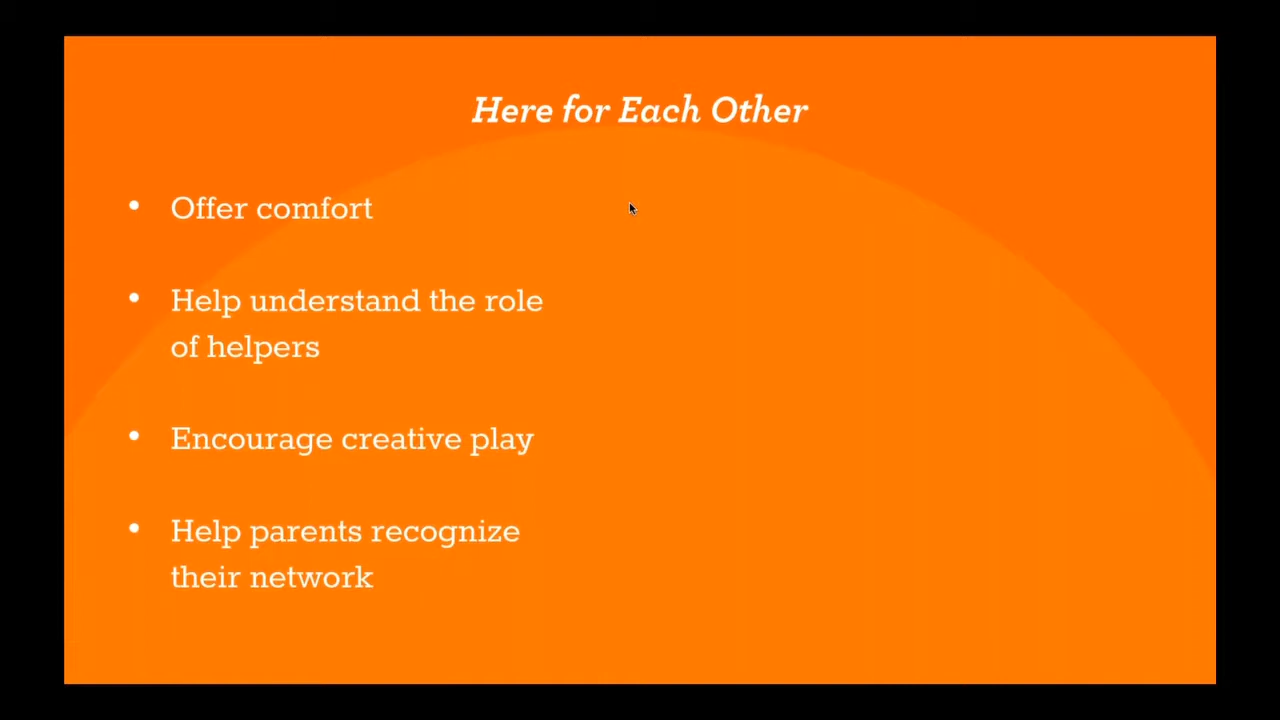 Here for Each Other
• Offer comfort
• Help understand the role
of helpers
• Encourage creative play
• Help parents recognize
their network